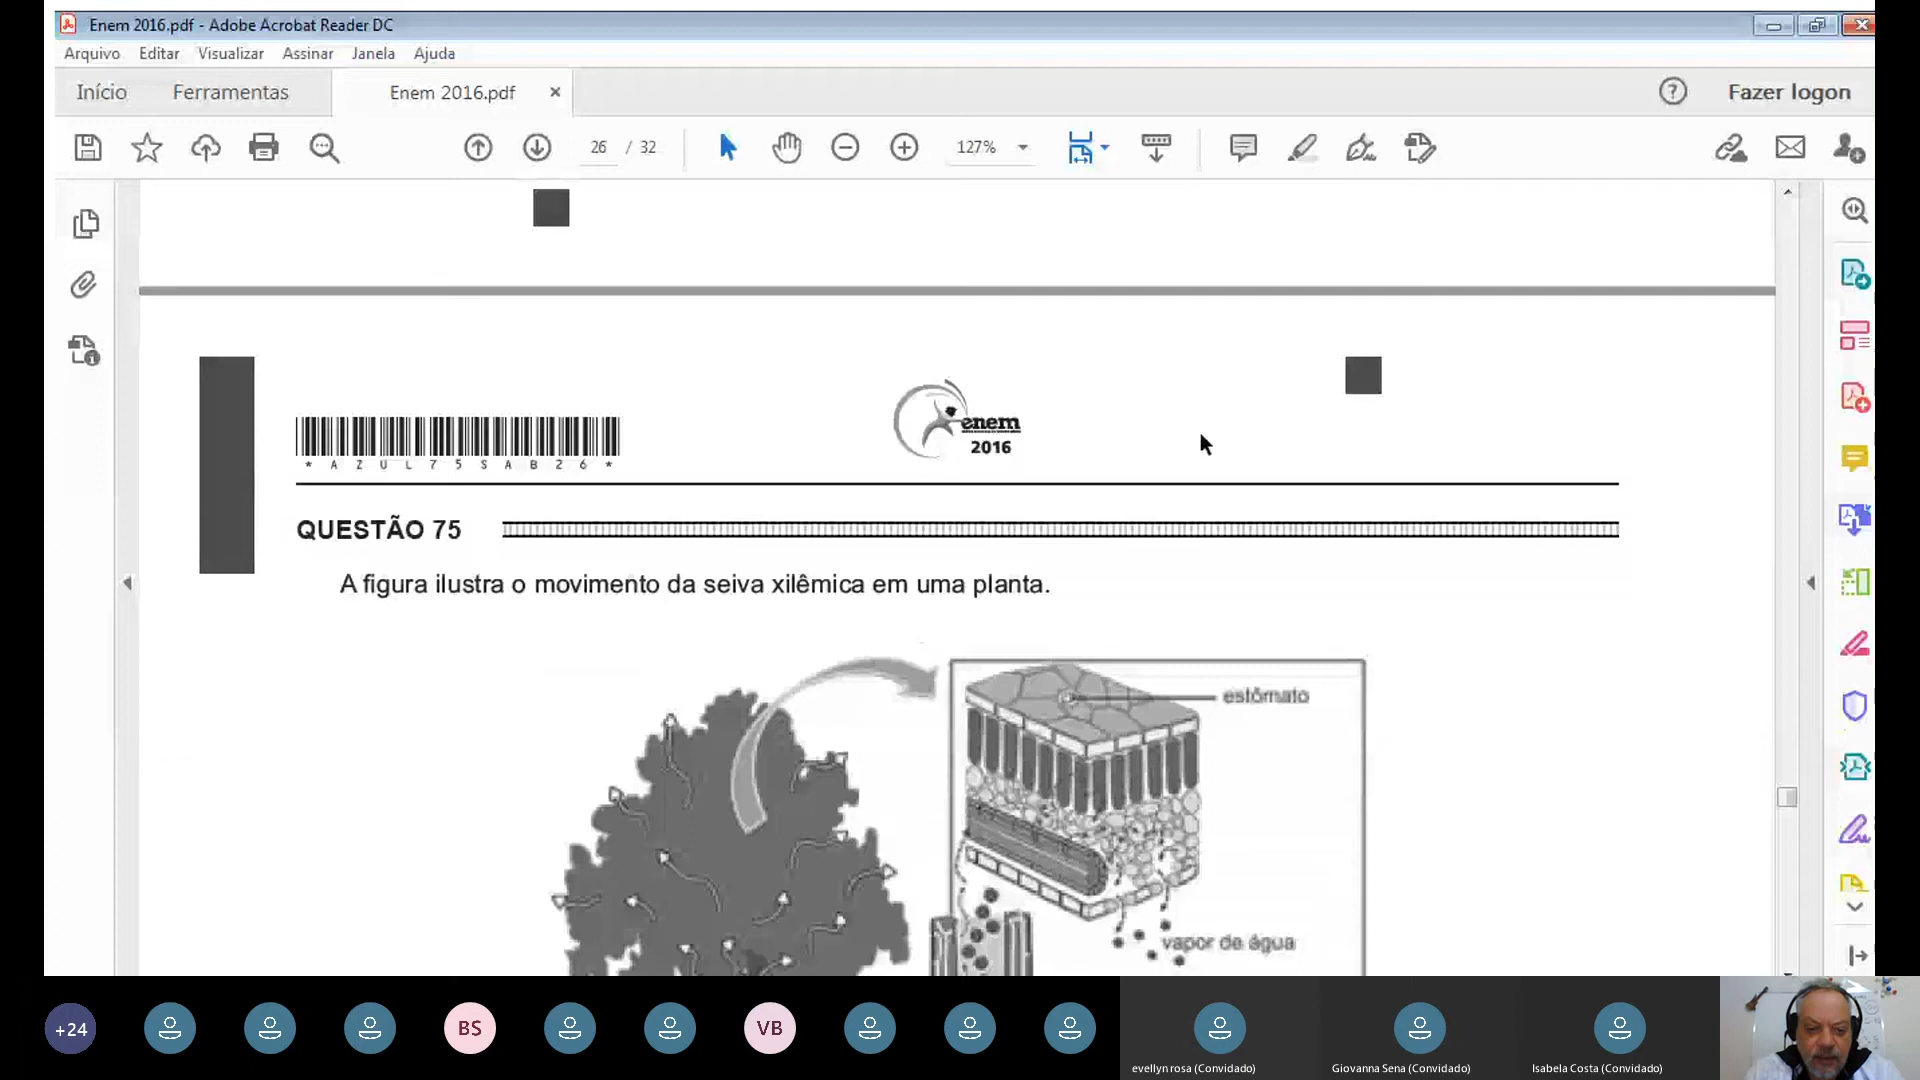 Enem 2016.pdf - Adobe Acrobat Reader DC
Arquivo Editar Visualizar Assinar Janela Ajuda
Início Ferramentas Enem 2016.pdf × ? Fazer logon
26 / 32 127%
enem
2016
* A Z U L 7 5 S A B 2 6 *
QUESTÃO 75
A figura ilustra o movimento da seiva xilêmica em uma planta.
estômato
vapor de água
+24 BS VB
evellyn rosa (Convidado) Giovanna Sena (Convidado) Isabela Costa (Convidado)